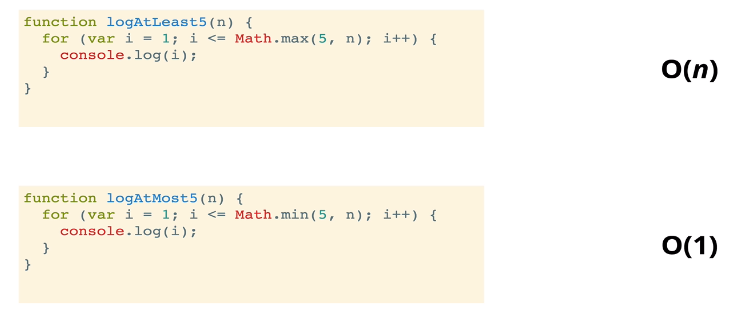 function logAtLeast5(n) {
  for (var i = 1; i <= Math.max(5, n); i++) {
    console.log(i);
  }
}
O(n)
function logAtMost5(n) {
  for (var i = 1; i <= Math.min(5, n); i++) {
    console.log(i);
  }
}
O(1)